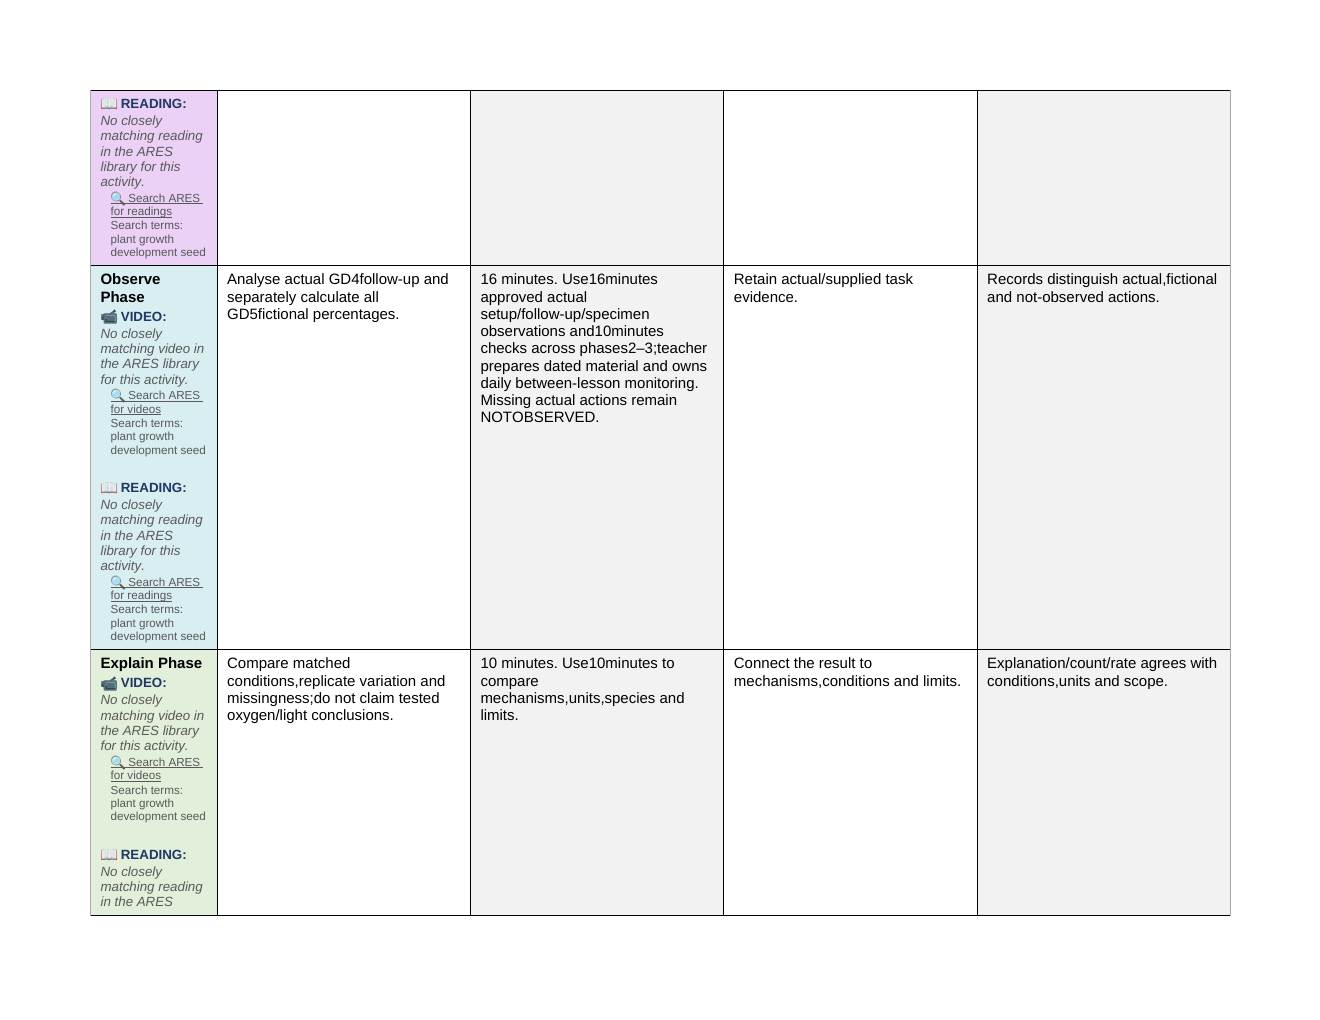 📖 READING:
No closely
matching reading
in the ARES
library for this
activity.
🔍 Search ARES
for readings
Search terms:
plant growth
development seed
Observe
Phase
📹 VIDEO:
No closely
matching video in
the ARES library
for this activity.
🔍 Search ARES
for videos
Search terms:
plant growth
development seed
📖 READING:
No closely
matching reading
in the ARES
library for this
activity.
🔍 Search ARES
for readings
Search terms:
plant growth
development seed
Analyse actual GD4follow-up and
separately calculate all
GD5fictional percentages.
16 minutes. Use16minutes
approved actual
setup/follow-up/specimen
observations and10minutes
checks across phases2–3;teacher
prepares dated material and owns
daily between-lesson monitoring.
Missing actual actions remain
NOTOBSERVED.
Retain actual/supplied task
evidence.
Records distinguish actual,fictional
and not-observed actions.
Explain Phase
📹 VIDEO:
No closely
matching video in
the ARES library
for this activity.
🔍 Search ARES
for videos
Search terms:
plant growth
development seed
📖 READING:
No closely
matching reading
in the ARES
Compare matched
conditions,replicate variation and
missingness;do not claim tested
oxygen/light conclusions.
10 minutes. Use10minutes to
compare
mechanisms,units,species and
limits.
Connect the result to
mechanisms,conditions and limits.
Explanation/count/rate agrees with
conditions,units and scope.